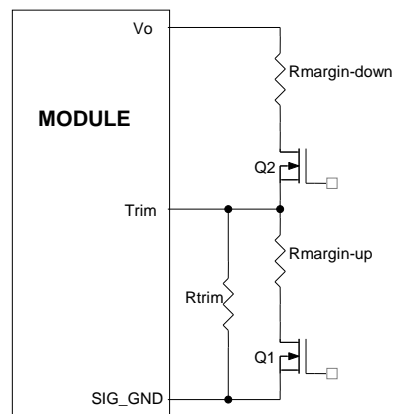 Vo
Rmargin-down
MODULE
Q2
Trim
Rmargin-up
Rtrim
Q1
SIG_GND